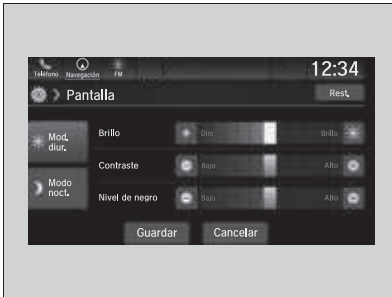 12:34
Teléfono Navegación FM
Pantalla
Rest.
Mod. diur.
Brillo
Dim
Brillo
Contraste
Bajo
Alto
Modo noct.
Nivel de negro
Bajo
Alto
Guardar
Cancelar